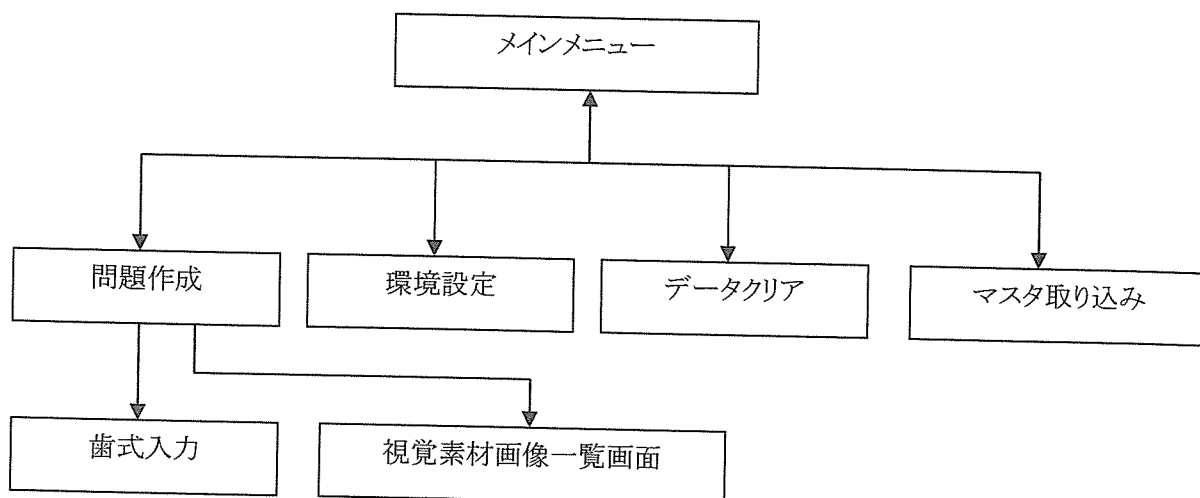 メインメニュー
問題作成
環境設定
データクリア
マスタ取り込み
歯式入力
視覚素材画像一覧画面